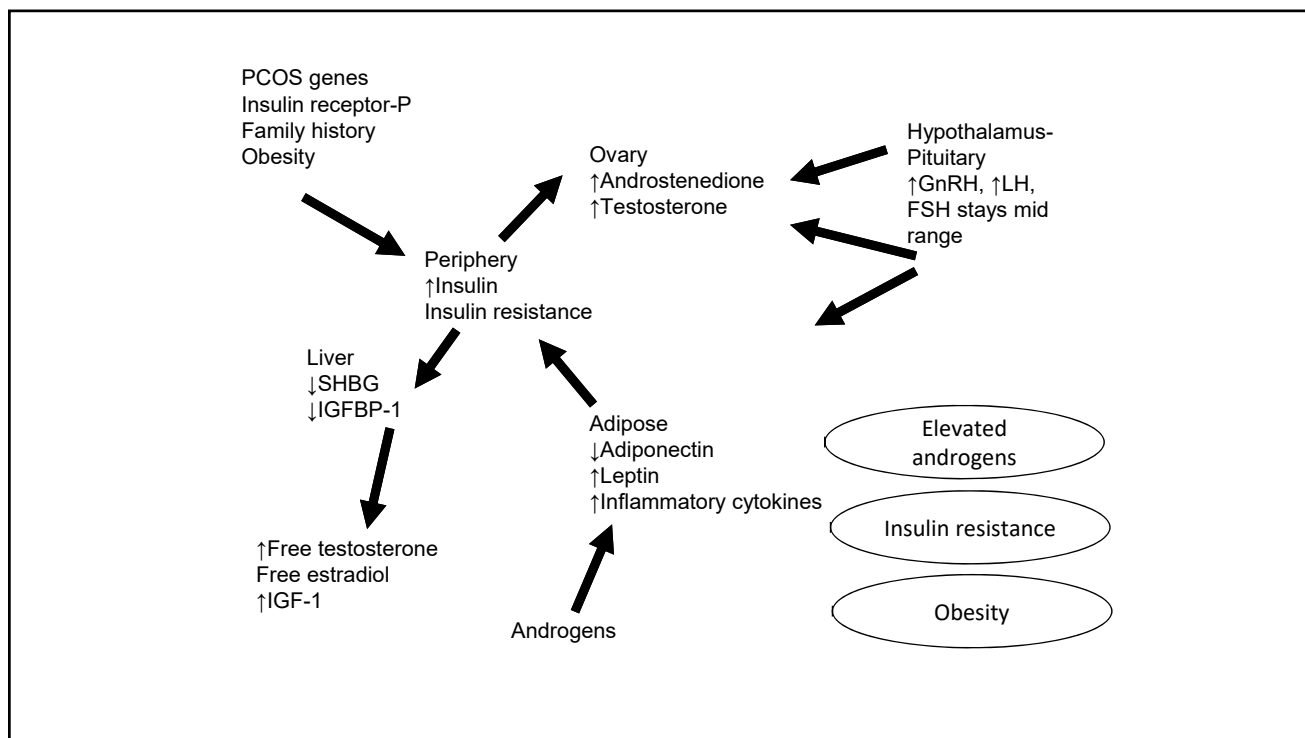 PCOS genes
Insulin receptor-P
Family history
Obesity
Ovary
↑Androstenedione
↑Testosterone
Hypothalamus-
Pituitary
↑GnRH, ↑LH,
FSH stays mid
range
Periphery
↑Insulin
Insulin resistance
Liver
↓SHBG
↓IGFBP-1
Adipose
↓Adiponectin
↑Leptin
↑Inflammatory cytokines
Elevated
androgens
Insulin resistance
Obesity
↑Free testosterone
Free estradiol
↑IGF-1
Androgens